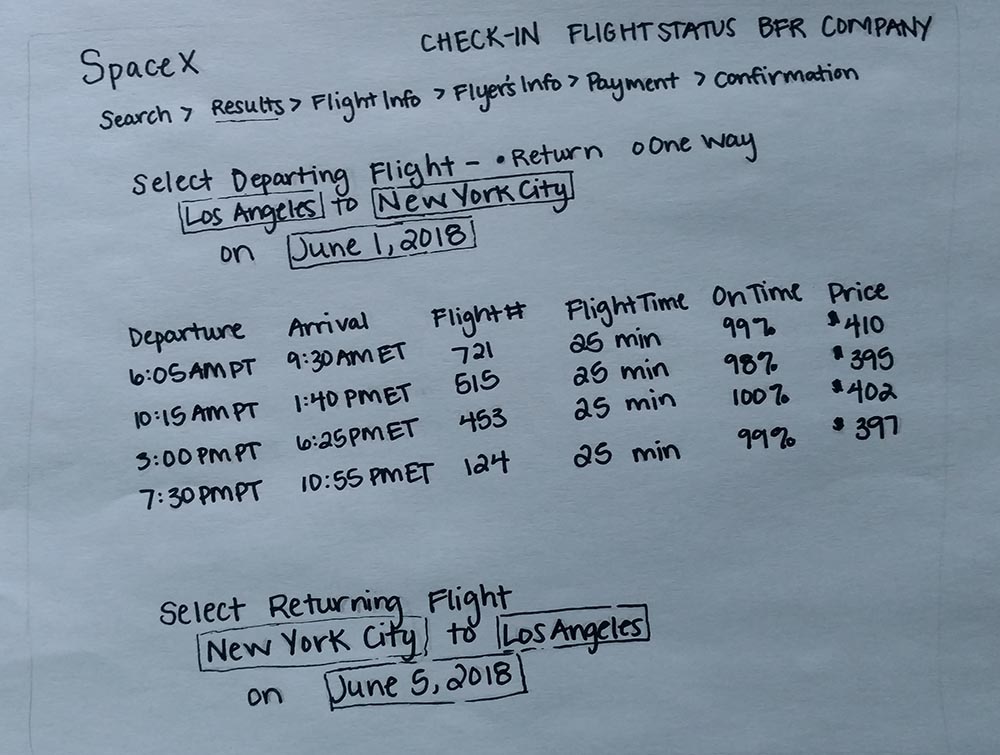 SpaceX
CHECK-IN FLIGHT STATUS BFR COMPANY
Search > Results > Flight Info > Flyer's Info > Payment > Confirmation
Select Departing Flight - • Return o One way
Los Angeles to New York City
on June 1, 2018
Departure Arrival Flight# Flight Time On Time Price
6:05 AM PT 9:30 AM ET 721 25 min 99% $410
10:15 AM PT 1:40 PM ET 515 25 min 98% $395
3:00 PM PT 6:25 PM ET 453 25 min 100% $402
7:30 PM PT 10:55 PM ET 124 25 min 99% $397
Select Returning Flight
New York City to Los Angeles
on June 5, 2018